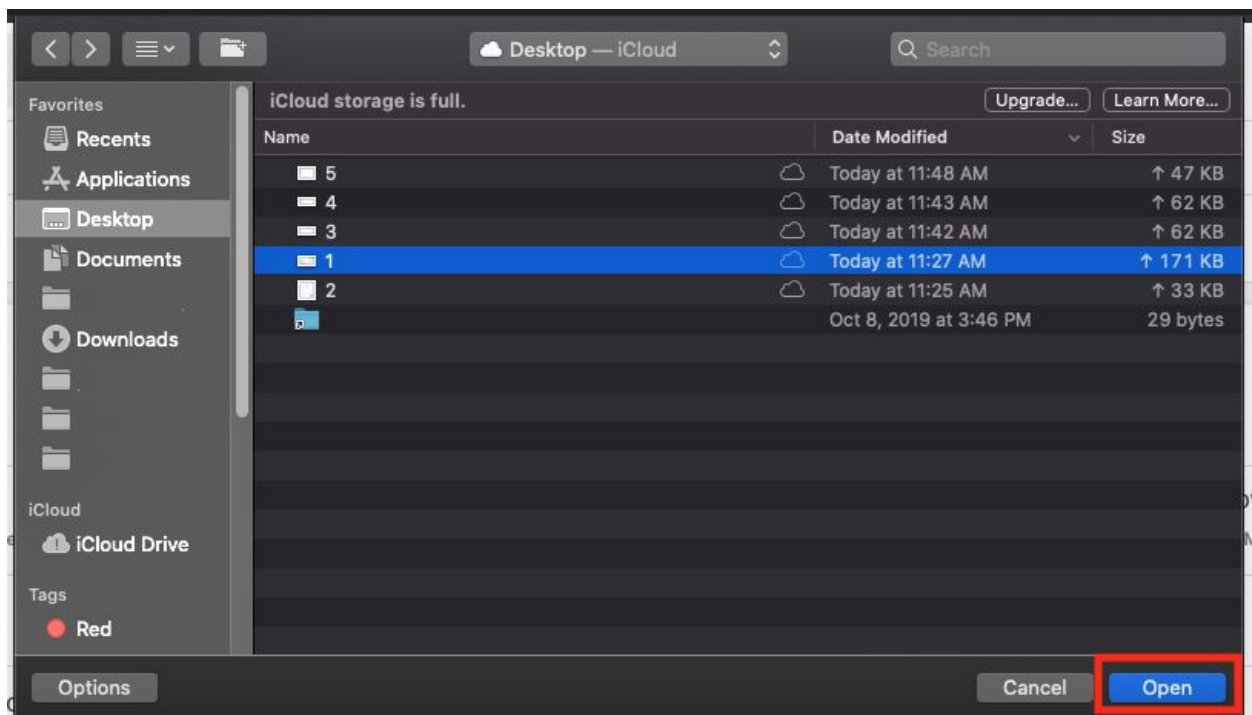 Desktop — iCloud
Search
Favorites
Recents
Applications
Desktop
Documents
Downloads
iCloud
iCloud Drive
Tags
Red
iCloud storage is full. Upgrade... Learn More...
Name Date Modified Size
5 Today at 11:48 AM ↑ 47 KB
4 Today at 11:43 AM ↑ 62 KB
3 Today at 11:42 AM ↑ 62 KB
1 Today at 11:27 AM ↑ 171 KB
2 Today at 11:25 AM ↑ 33 KB
Oct 8, 2019 at 3:46 PM 29 bytes
Options Cancel Open